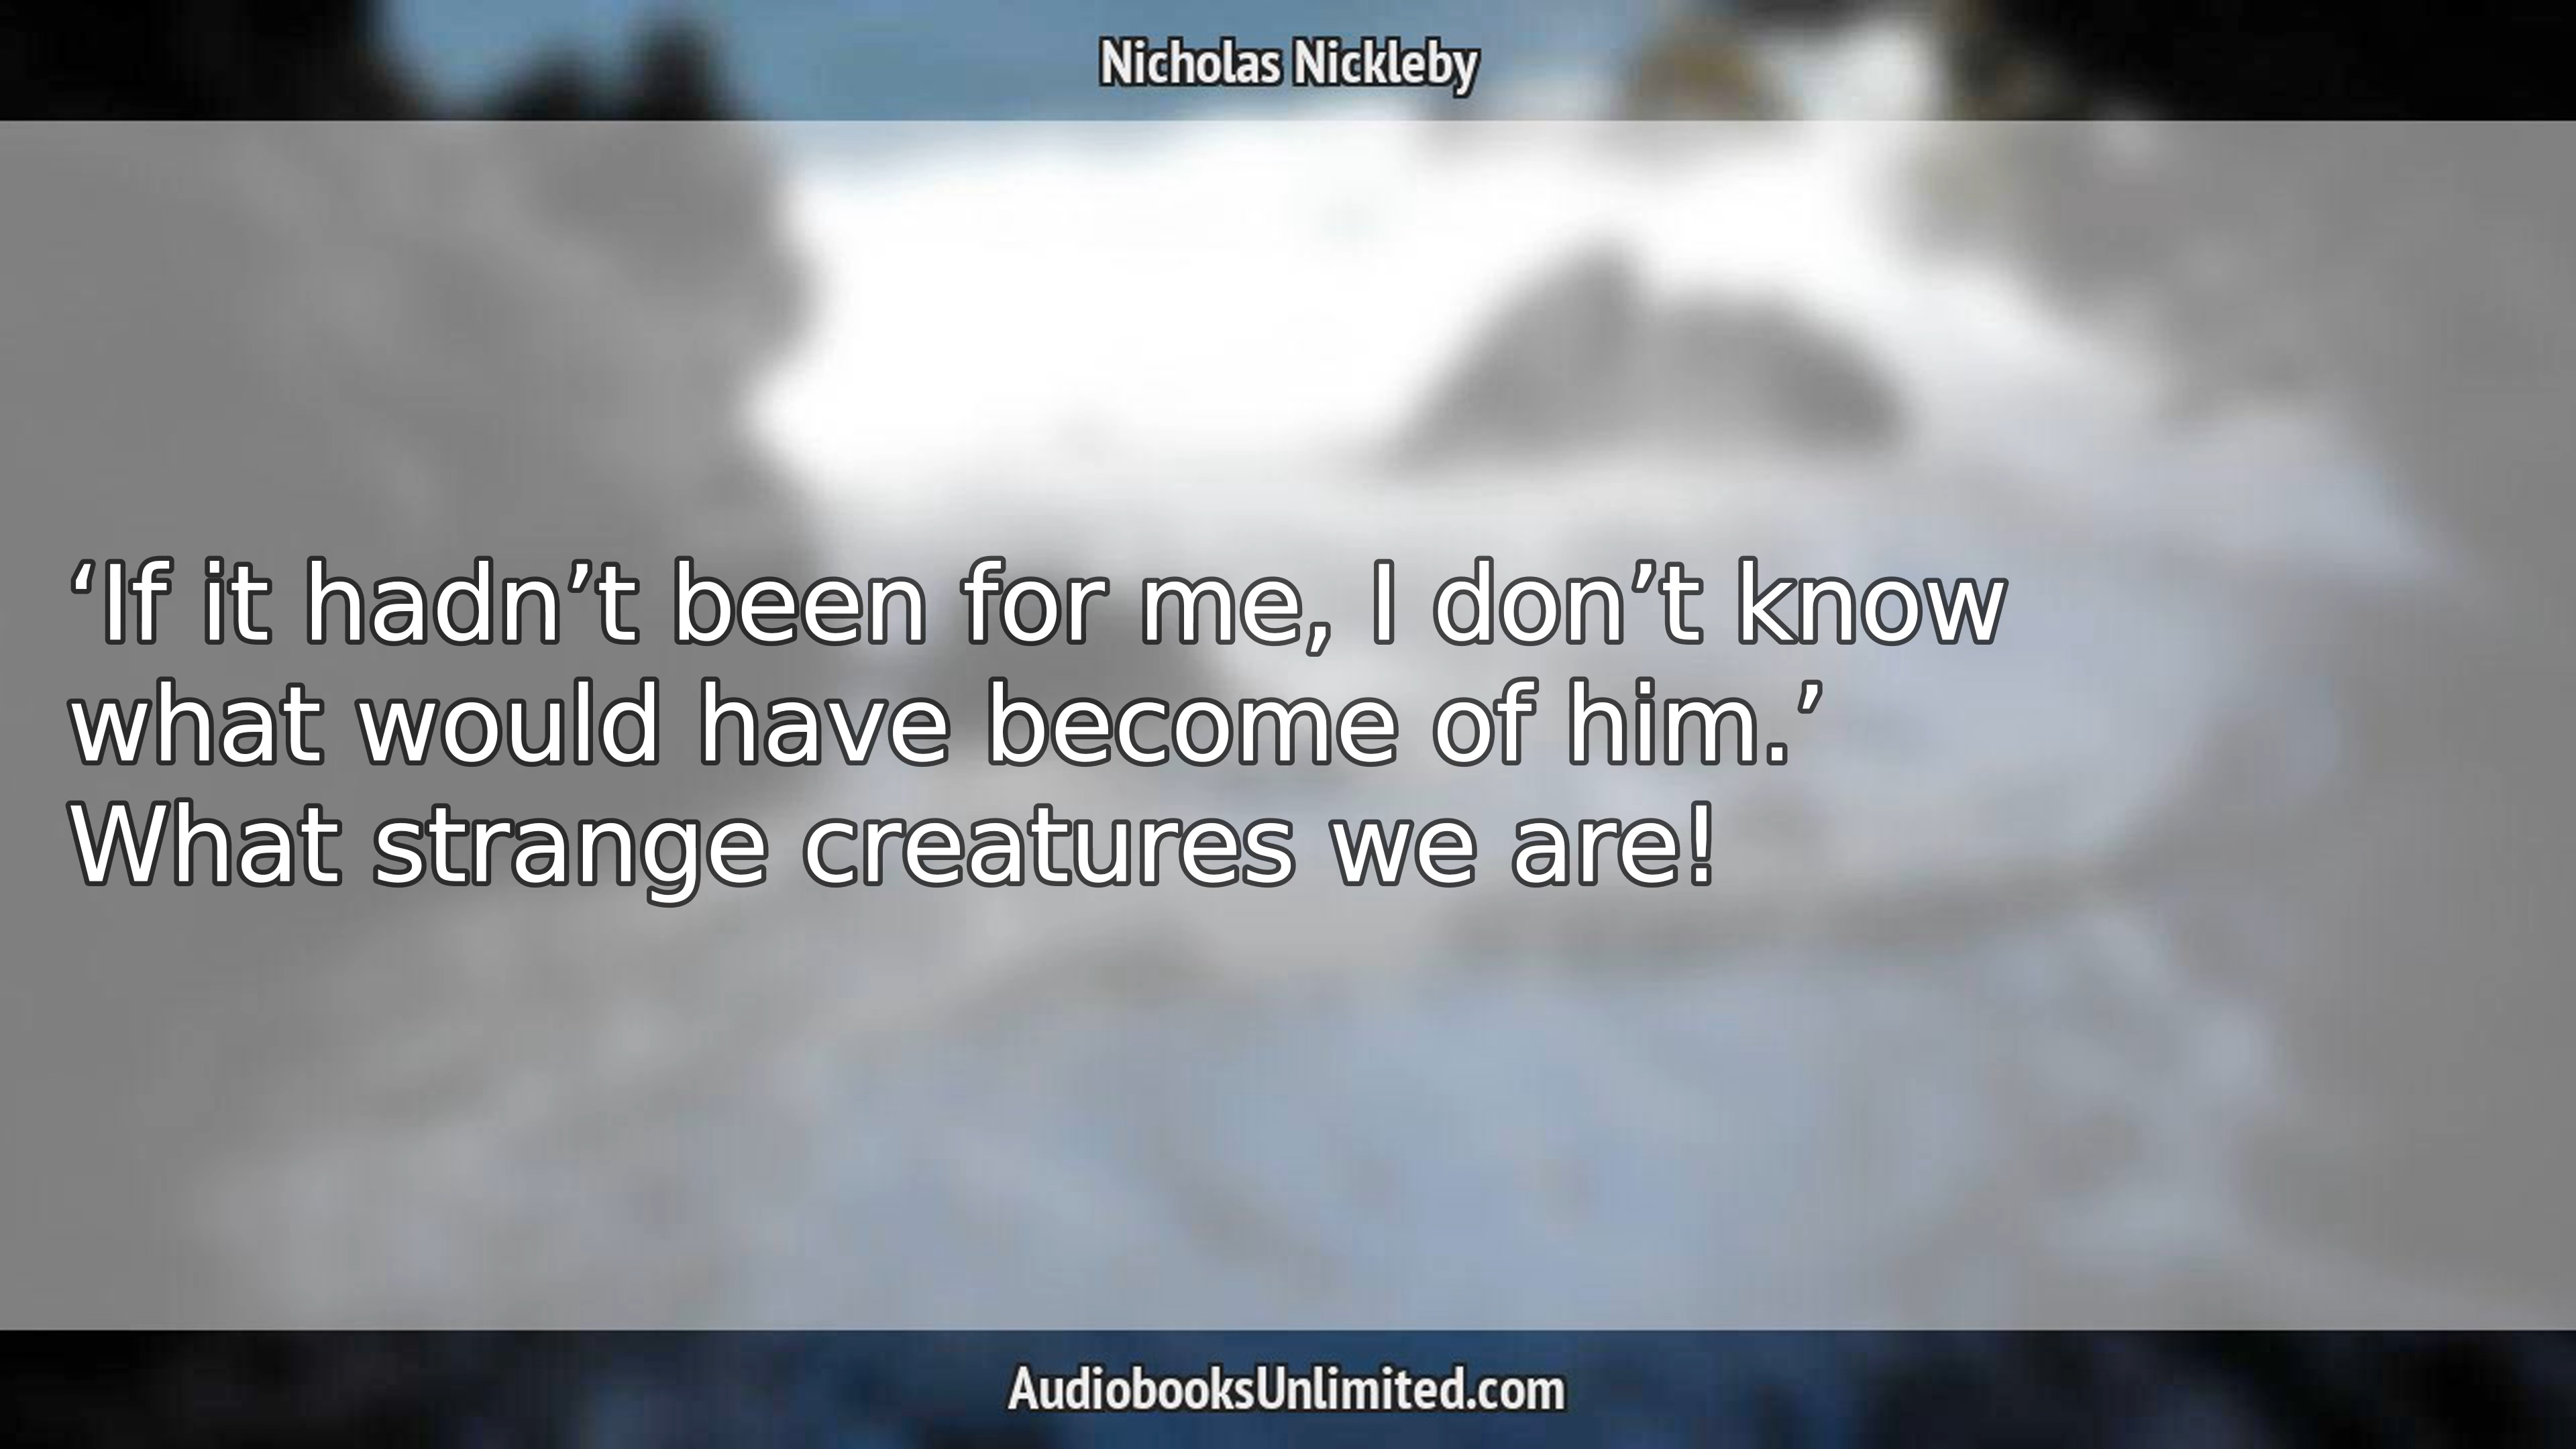 Nicholas Nickleby
‘If it hadn’t been for me, I don’t know
what would have become of him.’
What strange creatures we are!
AudiobooksUnlimited.com